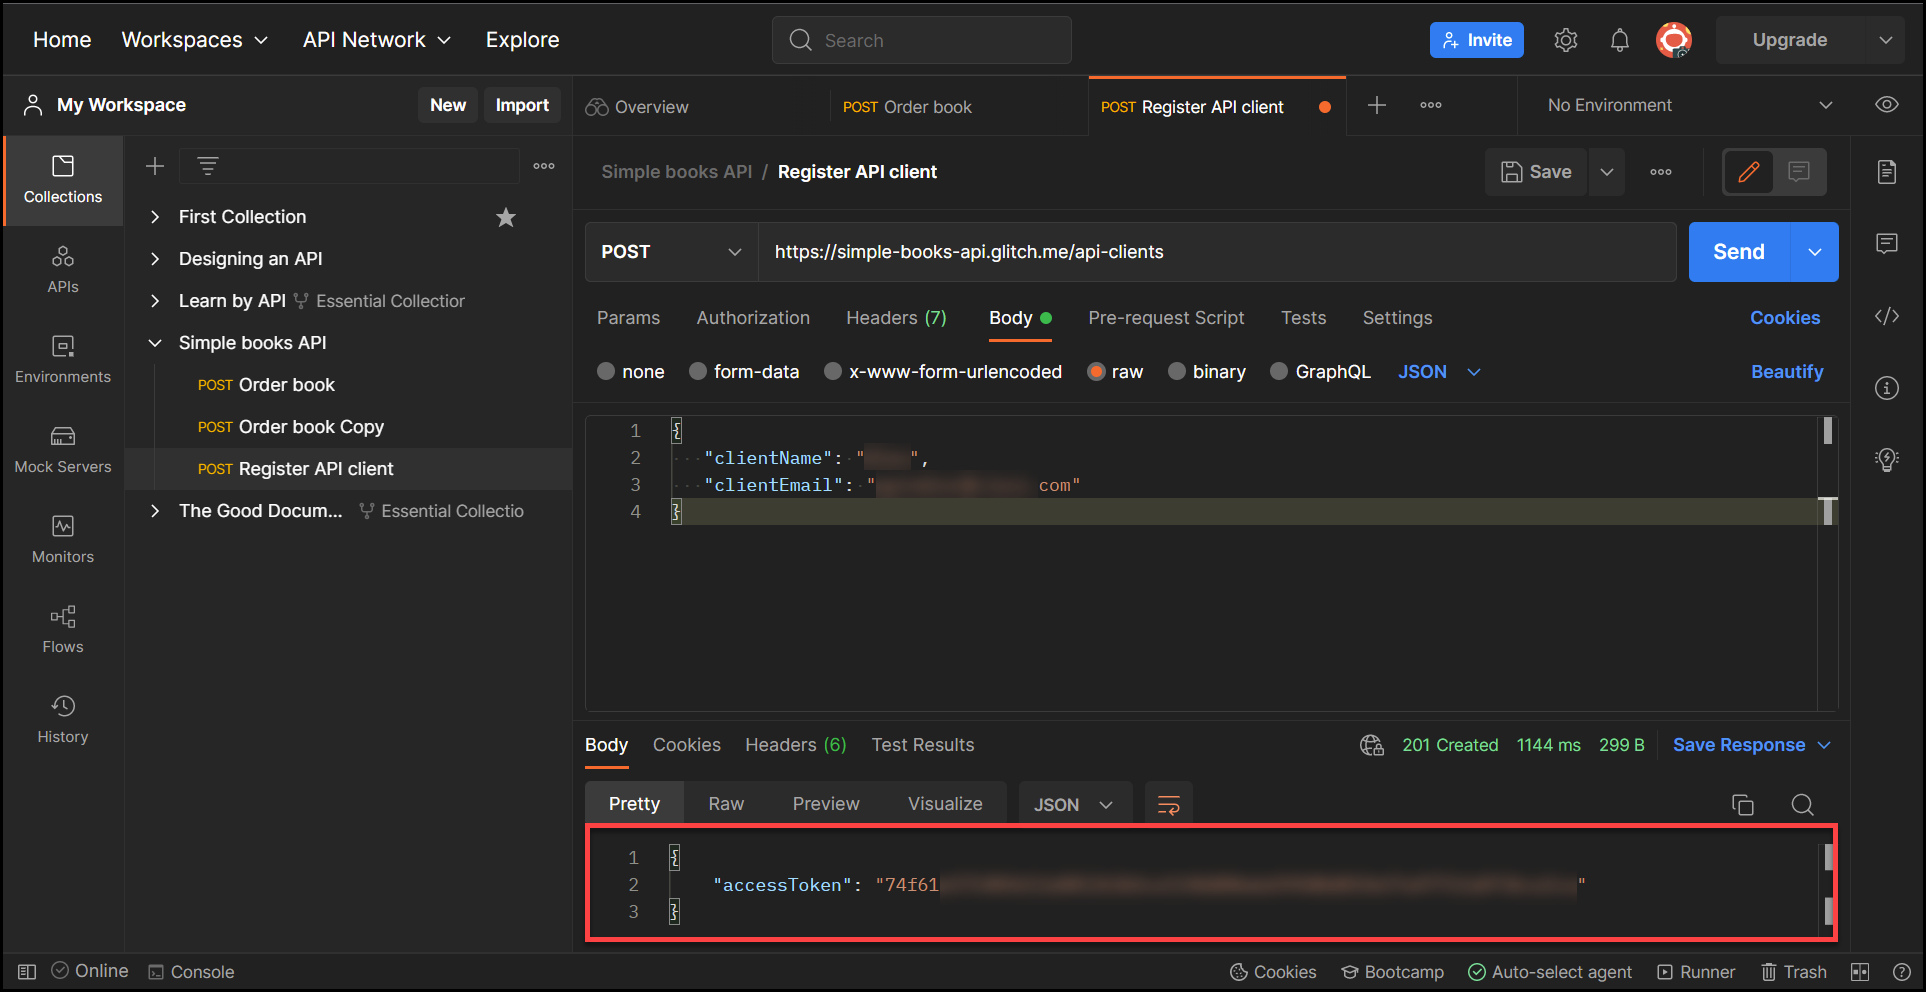 Home Workspaces API Network Explore Search Invite Upgrade
My Workspace New Import Overview POST Order book POST Register API client No Environment
Collections
APIs
Environments
Mock Servers
Monitors
Flows
History
First Collection
Designing an API
Learn by API Essential Collectior
Simple books API
POST Order book
POST Order book Copy
POST Register API client
The Good Docum... Essential Collectio
Simple books API / Register API client Save
POST https://simple-books-api.glitch.me/api-clients Send
Params Authorization Headers (7) Body Pre-request Script Tests Settings Cookies
none form-data x-www-form-urlencoded raw binary GraphQL JSON Beautify
1 {
2 "clientName": "", 
3 "clientEmail": " com"
4 }
Body Cookies Headers (6) Test Results 201 Created 1144 ms 299 B Save Response
Pretty Raw Preview Visualize JSON
1 {
2 "accessToken": "74f61 "
3 }
Online Console Cookies Bootcamp Auto-select agent Runner Trash